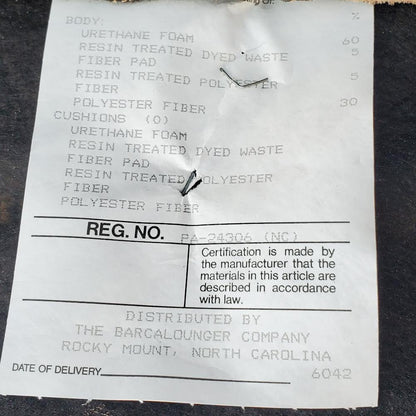 of:
BODY: %
URETHANE FOAM 60
RESIN TREATED DYED WASTE 5
FIBER PAD
RESIN TREATED POLYESTER 5
FIBER
POLYESTER FIBER 30
CUSHIONS (0)
URETHANE FOAM
RESIN TREATED DYED WASTE
FIBER PAD
RESIN TREATED POLYESTER
FIBER
POLYESTER FIBER
REG. NO. PA-24306 (NC)
Certification is made by
the manufacturer that the
materials in this article are
described in accordance
with law.
DISTRIBUTED BY
THE BARCALOUNGER COMPANY
ROCKY MOUNT, NORTH CAROLINA
DATE OF DELIVERY 6042